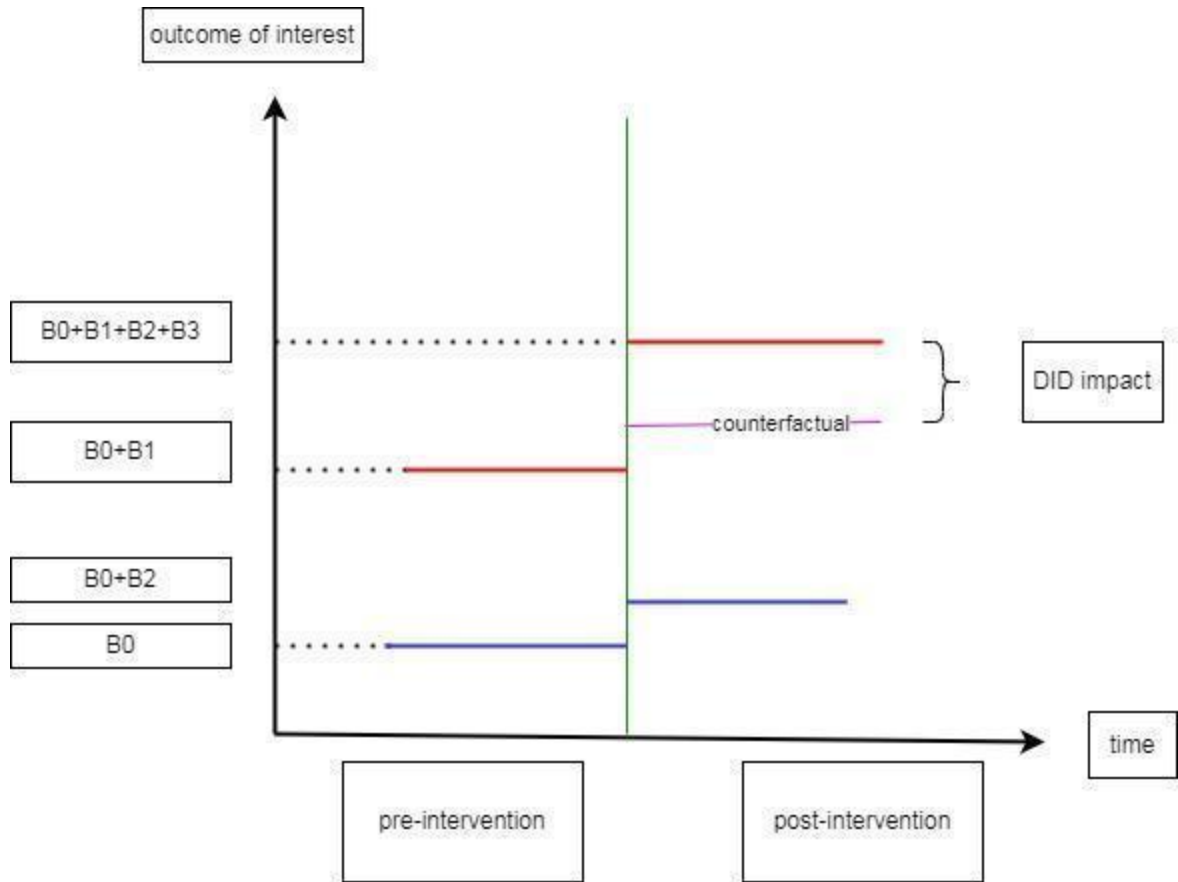 outcome of interest
B0+B1+B2+B3
DID impact
counterfactual
B0+B1
B0+B2
B0
time
pre-intervention
post-intervention